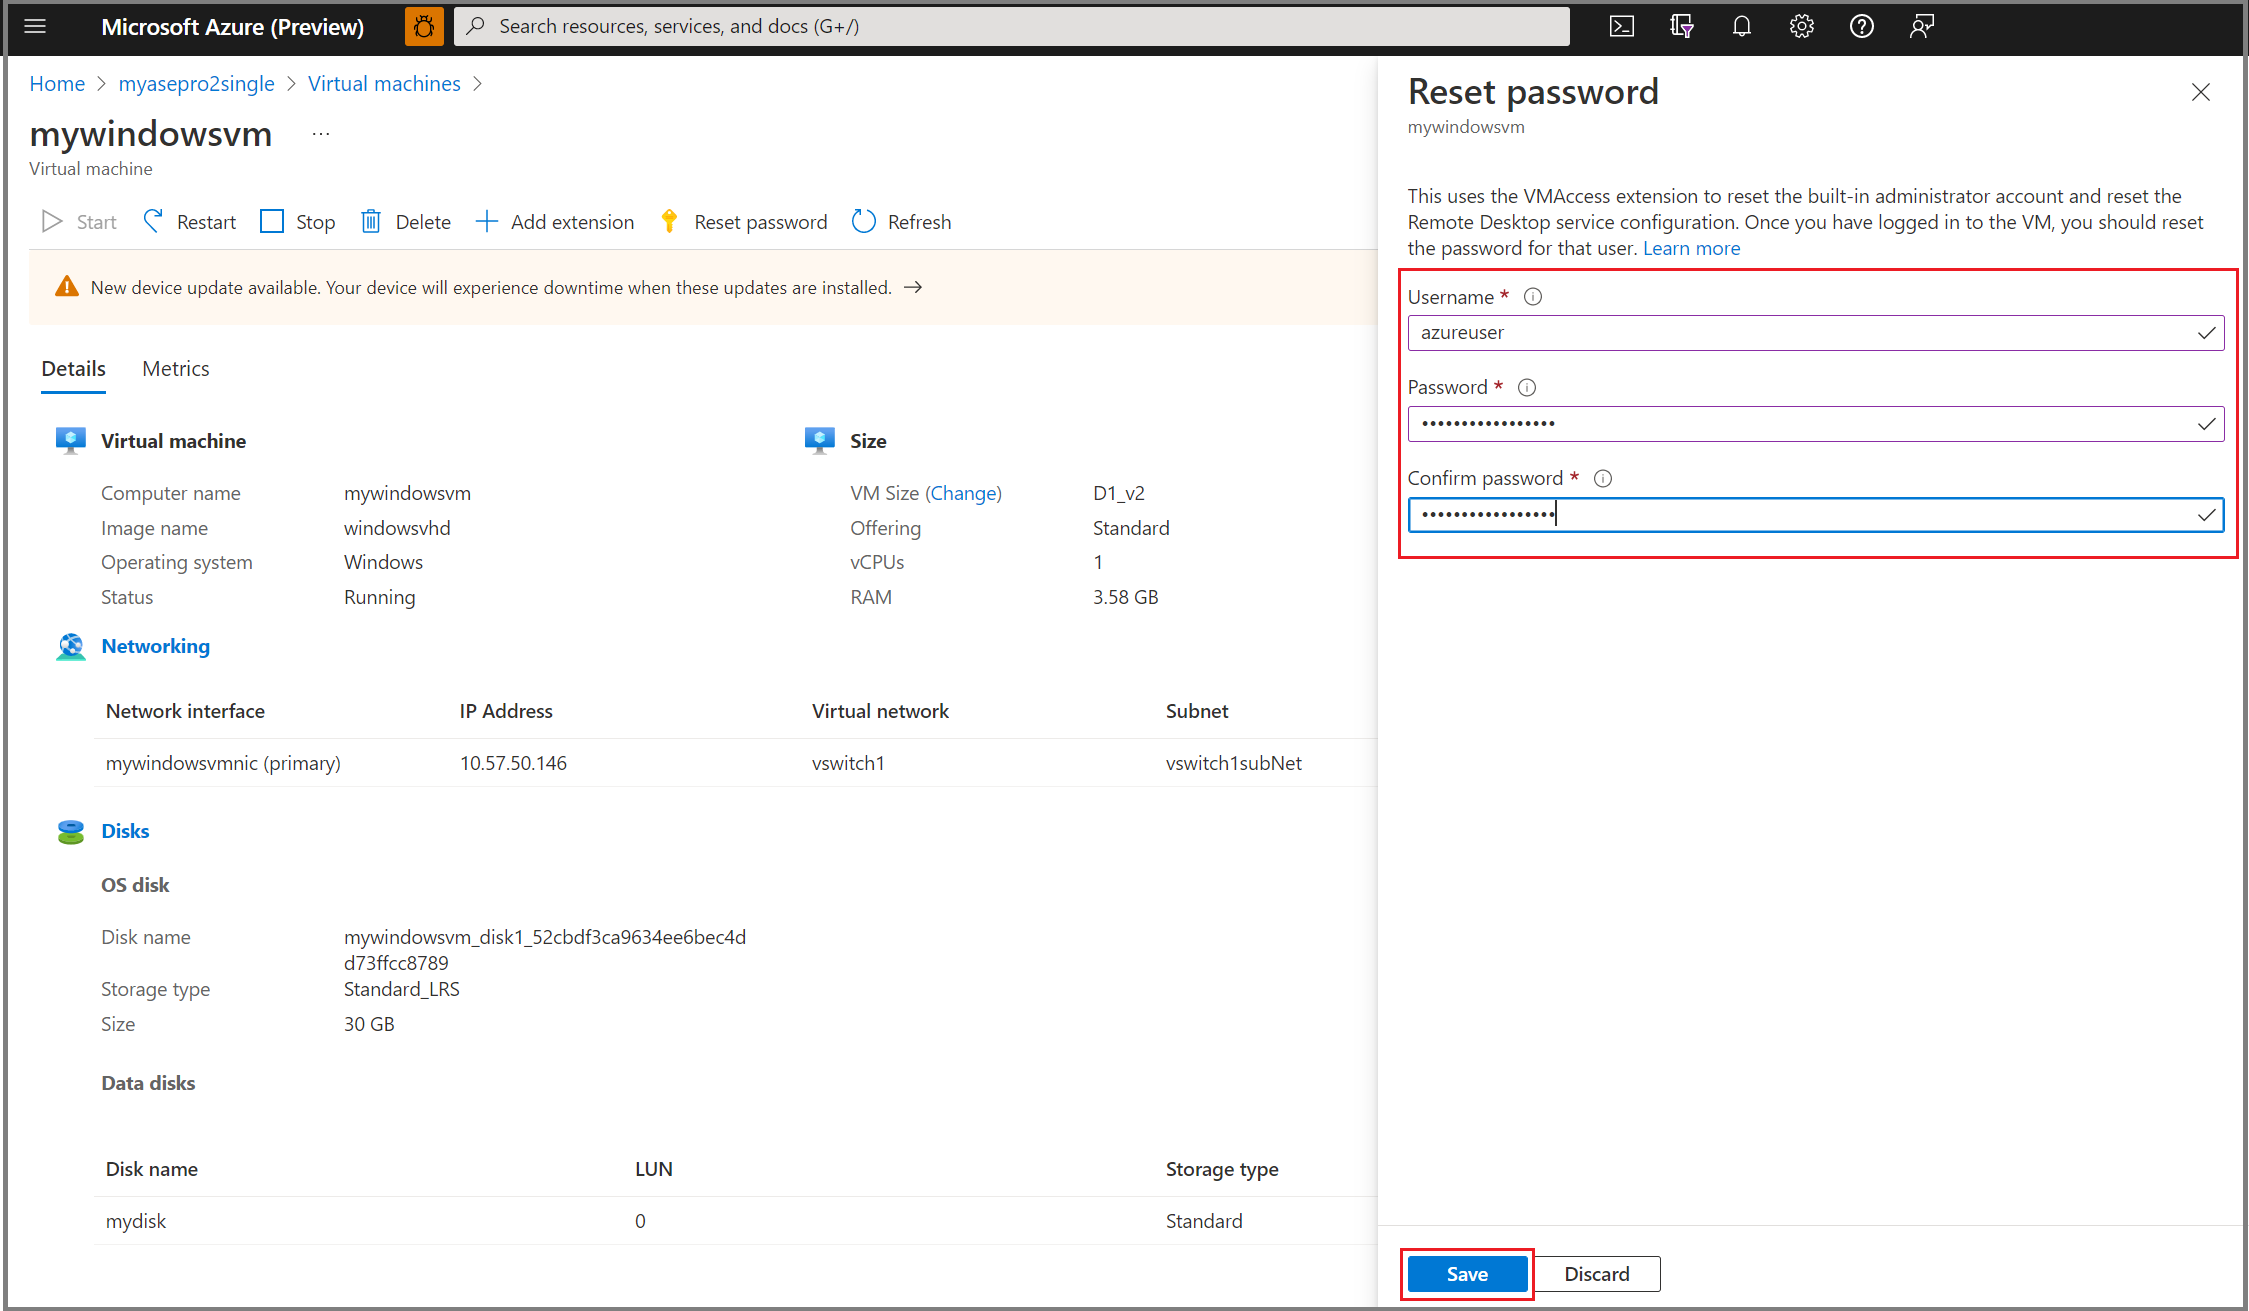 Microsoft Azure (Preview)
Search resources, services, and docs (G+/)
Home > myasepro2single > Virtual machines >
mywindowsvm ...
Virtual machine
Start Restart Stop Delete Add extension Reset password Refresh
New device update available. Your device will experience downtime when these updates are installed. →
Details Metrics
Virtual machine
Computer name mywindowsvm
Image name windowsvhd
Operating system Windows
Status Running
Size
VM Size (Change) D1_v2
Offering Standard
vCPUs 1
RAM 3.58 GB
Networking
Network interface IP Address Virtual network Subnet
mywindowsvmnic (primary) 10.57.50.146 vswitch1 vswitch1subNet
Disks
OS disk
Disk name mywindowsvm_disk1_52cbdf3ca9634ee6bec4d
d73ffcc8789
Storage type Standard_LRS
Size 30 GB
Data disks
Disk name LUN Storage type
mydisk 0 Standard
Reset password
mywindowsvm
This uses the VMAccess extension to reset the built-in administrator account and reset the
Remote Desktop service configuration. Once you have logged in to the VM, you should reset
the password for that user. Learn more
Username *
azureuser
Password *
•••••••••••••••••
Confirm password *
•••••••••••••••••
Save Discard